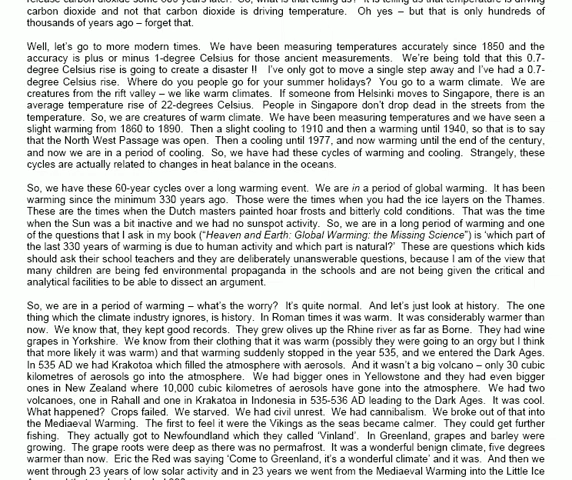 carbon dioxide and not that carbon dioxide is driving temperature.  Oh yes – but that is only hundreds of
thousands of years ago – forget that.
Well, let's go to more modern times.  We have been measuring temperatures accurately since 1850 and the
accuracy is plus or minus 1-degree Celsius for those ancient measurements.  We're being told that this 0.7-
degree Celsius rise is going to create a disaster !!  I've only got to move a single step away and I've had a 0.7-
degree rise.  Where do you people go for your summer holidays?  You go to a warm climate.  We are
creatures from the rift valley – we like warm climates.  If someone from Helsinki moves to Singapore, there is an
average temperature rise of 22-degrees Celsius.  People in Singapore don't drop dead in the streets from the
temperature.  So, we are creatures of warm climate.  We have been measuring temperatures and we have seen a
slight warming from 1860 to 1890.  Then a slight cooling to 1910 and then a warming until 1940, so that is to say
that the North West Passage was open.  Then a cooling until 1977, and now warming until the end of the century,
and now we are in a period of cooling.  So, we have had these cycles of warming and cooling.  Strangely, these
cycles are actually related to changes in heat balance in the oceans.
So, we have these 60-year cycles over a long warming event.  We are in a period of global warming.  It has been
warming since the minimum 330 years ago.  Those were the times when you had the ice layers on the Thames.
These are the times when the Dutch masters painted hoar frosts and bitterly cold conditions.  That was the time
when the Sun was a bit inactive and we had no sunspot activity.  So, we are in a long period of warming and one
of the questions that I ask in my book ("Heaven and Earth: Global Warming: the Missing Science") is 'which part of
the last 330 years of warming is due to human activity and which part is natural?'  These are questions which kids
should ask their school teachers and they are deliberately unanswerable questions, because I am of the view that
many children are being fed environmental propaganda in the schools and are not being given the critical and
analytical facilities to be able to dissect an argument.
So, we are in a period of warming – what's the worry?  It's quite normal.  And let's just look at history.  The one
thing which the climate industry ignores, is history.  In Roman times it was warm.  It was considerably warmer than
now.  We know that, they kept good records.  They grew olives up the Rhine river as far as Borne.  They had wine
grapes in Yorkshire.  We know from their clothing that it was warm (possibly they were going to an orgy but I think
that more likely it was warm) and that warming suddenly stopped in the year 535, and we entered the Dark Ages.
In 535 AD we had Krakotoa which filled the atmosphere with aerosols.  And it wasn't a big volcano – only 30 cubic
kilometres of aerosols go into the atmosphere.  We had bigger ones in Yellowstone and they had even bigger
ones in New Zealand where 10,000 cubic kilometres of aerosols have gone into the atmosphere.  We had two
volcanoes, one in Rahall and one in Krakatoa in Indonesia in 535-536 AD leading to the Dark Ages.  It was cool.
What happened?  Crops failed.  We starved.  We had civil unrest.  We had cannibalism.  We broke out of that into
the Mediaeval Warming.  The first to feel it were the Vikings as the seas became calmer.  They could get further
fishing.  They actually got to Newfoundland which they called 'Vinland'.  In Greenland, grapes and barley were
growing.  The grape roots were deep as there was no permafrost.  It was a wonderful benign climate, five degrees
warmer than now.  Eric the Red was saying 'Come to Greenland, it's a wonderful climate' and it was.  And then we
went through 23 years of low solar activity and in 23 years we went from the Mediaeval Warming into the Little Ice